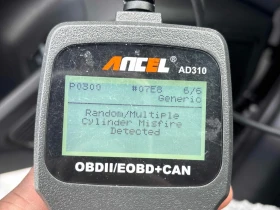 ANCEL
AD310
P0300 #07E8 6/6
Generic
Random/Multiple
Cylinder Misfire
Detected
OBDII/EOBD+CAN